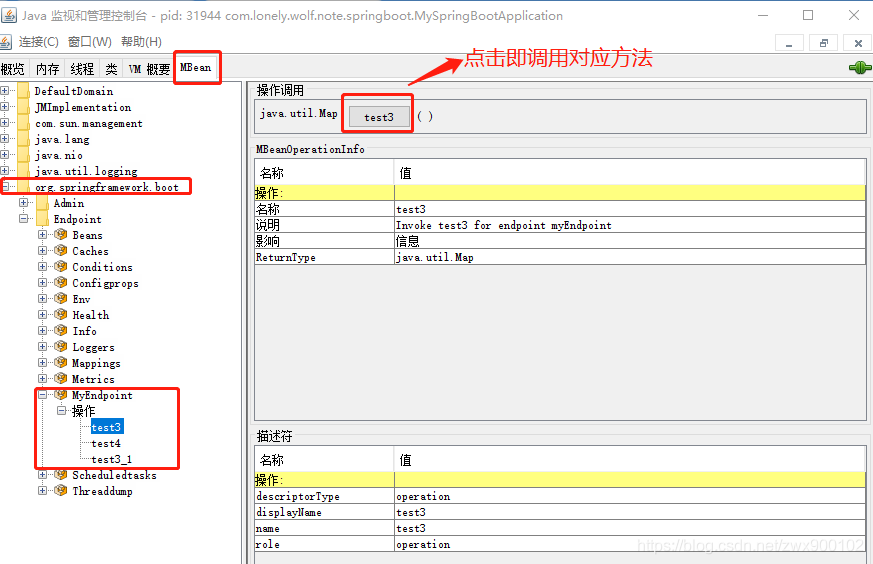 Java 监视和管理控制台 - pid: 31944 com.lonely.wolf.note.springboot.MySpringBootApplication
连接(C) 窗口(W) 帮助(H)
概览 内存 线程 类 VM 概要 MBean
点击即调用对应方法
DefaultDomain
JMImplementation
com.sun.management
java.lang
java.nio
java.util.logging
org.springframework.boot
Admin
Endpoint
Beans
Caches
Conditions
Configprops
Env
Health
Info
Loggers
Mappings
Metrics
MyEndpoint
操作
test3
test4
test3_1
Scheduledtasks
Threaddump
操作调用
java.util.Map test3 ( )
MBeanOperationInfo
名称 值
操作:
名称 test3
说明 Invoke test3 for endpoint myEndpoint
影响 信息
ReturnType java.util.Map
描述符
名称 值
操作:
descriptorType operation
displayName test3
name test3
role operation
https://blog.csdn.net/zwx900102